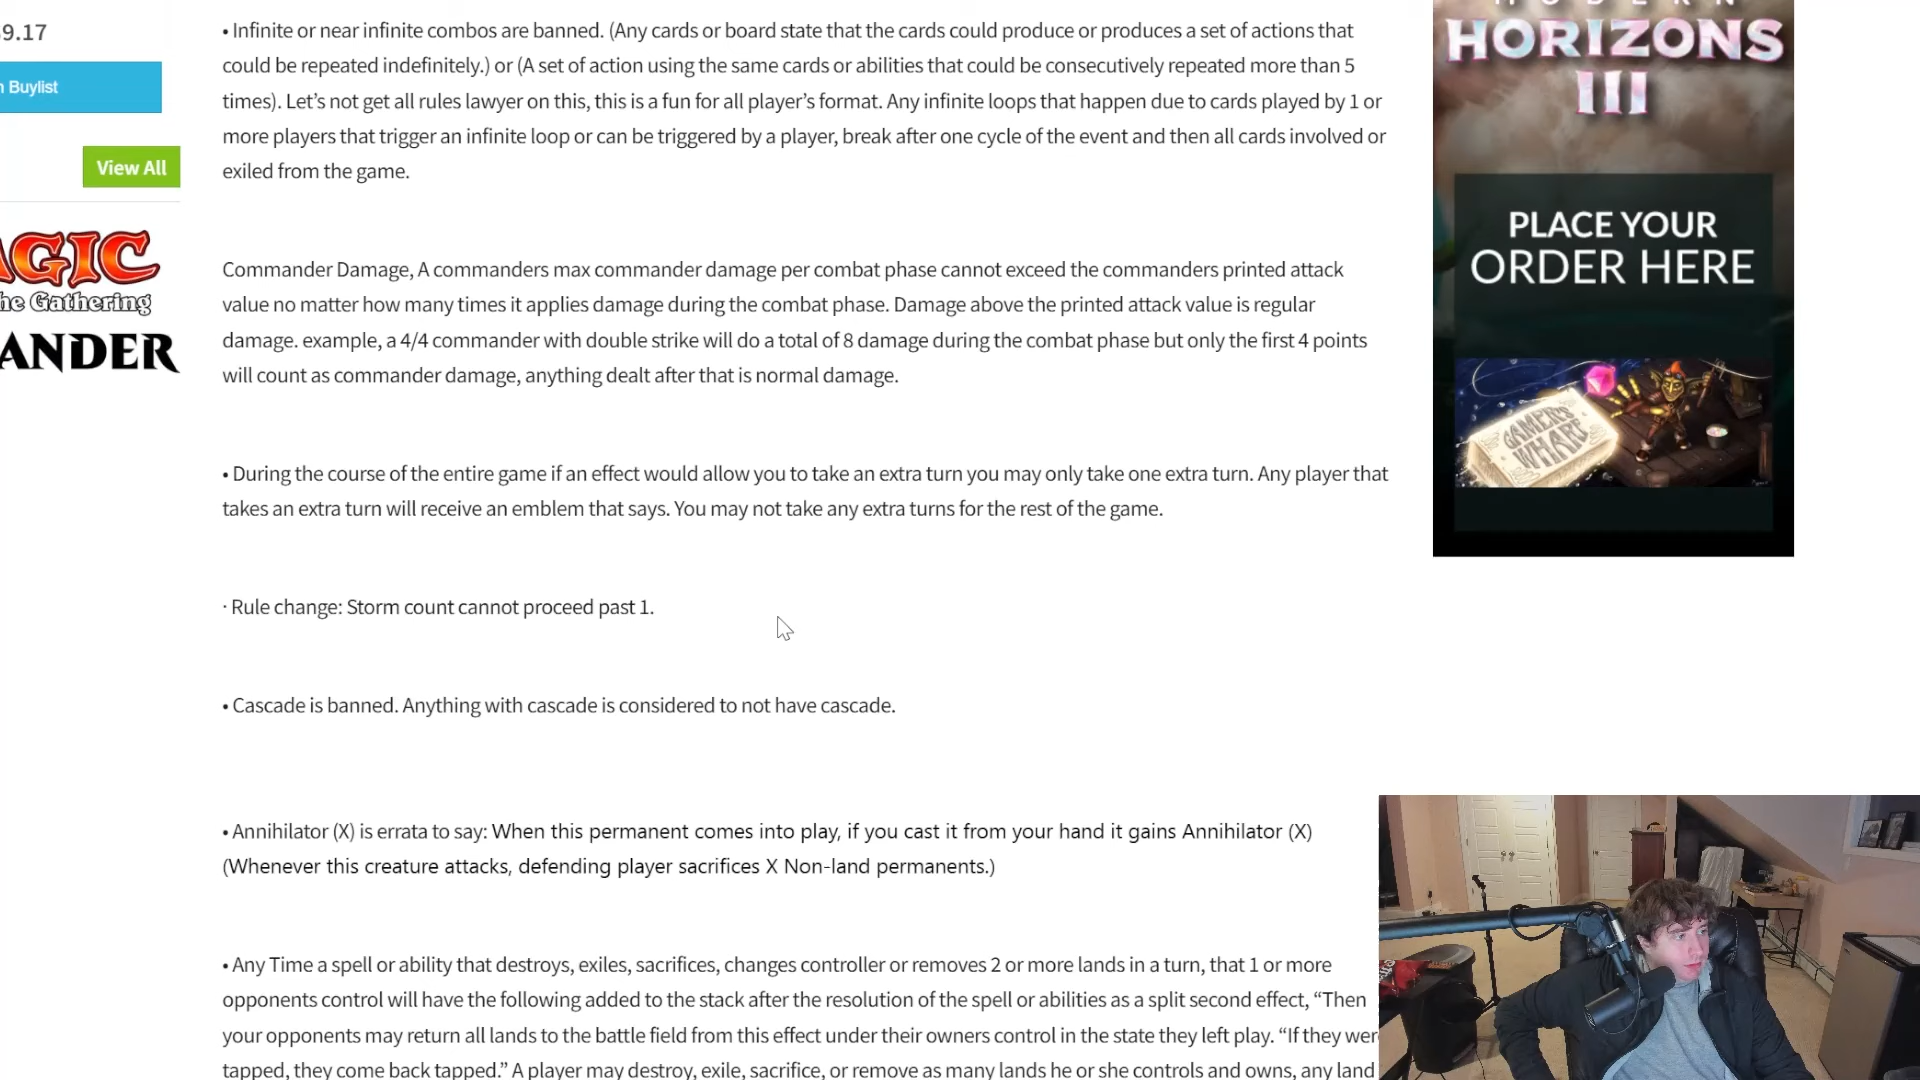 9.17
Buylist
View All
AGIC
he Gathering
ANDER
• Infinite or near infinite combos are banned. (Any cards or board state that the cards could produce or produces a set of actions that
could be repeated indefinitely.) or (A set of action using the same cards or abilities that could be consecutively repeated more than 5
times). Let’s not get all rules lawyer on this, this is a fun for all player’s format. Any infinite loops that happen due to cards played by 1 or
more players that trigger an infinite loop or can be triggered by a player, break after one cycle of the event and then all cards involved or
exiled from the game.
Commander Damage, A commanders max commander damage per combat phase cannot exceed the commanders printed attack
value no matter how many times it applies damage during the combat phase. Damage above the printed attack value is regular
damage. example, a 4/4 commander with double strike will do a total of 8 damage during the combat phase but only the first 4 points
will count as commander damage, anything dealt after that is normal damage.
• During the course of the entire game if an effect would allow you to take an extra turn you may only take one extra turn. Any player that
takes an extra turn will receive an emblem that says. You may not take any extra turns for the rest of the game.
· Rule change: Storm count cannot proceed past 1.
• Cascade is banned. Anything with cascade is considered to not have cascade.
• Annihilator (X) is errata to say: When this permanent comes into play, if you cast it from your hand it gains Annihilator (X)
(Whenever this creature attacks, defending player sacrifices X Non-land permanents.)
• Any Time a spell or ability that destroys, exiles, sacrifices, changes controller or removes 2 or more lands in a turn, that 1 or more
opponents control will have the following added to the stack after the resolution of the spell or abilities as a split second effect, “Then
your opponents may return all lands to the battle field from this effect under their owners control in the state they left play. “If they wer
tapped, they come back tapped.” A player may destroy, exile, sacrifice, or remove as many lands he or she controls and owns, any land
MODERN
HORIZONS
III
PLACE YOUR
ORDER HERE
GAMER'S
WHARF